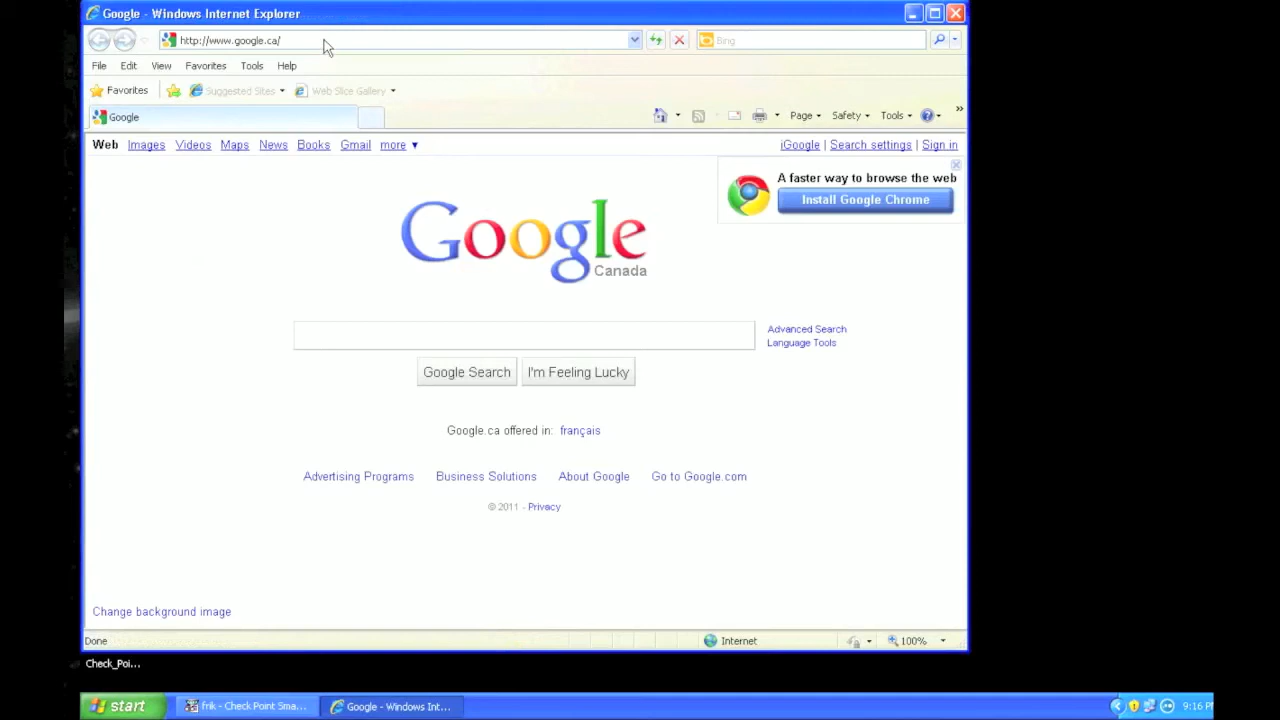 Google - Windows Internet Explorer
http://www.google.ca/
Bing
File Edit View Favorites Tools Help
Favorites Suggested Sites Web Slice Gallery
Google
Page Safety Tools »
Web Images Videos Maps News Books Gmail more ▼
iGoogle | Search settings | Sign in
A faster way to browse the web
Install Google Chrome
Google
Canada
Advanced Search
Language Tools
Google Search I'm Feeling Lucky
Google.ca offered in: français
Advertising Programs Business Solutions About Google Go to Google.com
© 2011 - Privacy
Change background image
Done Internet 100%
Check_Poi...
start frik - Check Point Sma... Google - Windows Int... 9:16 PM